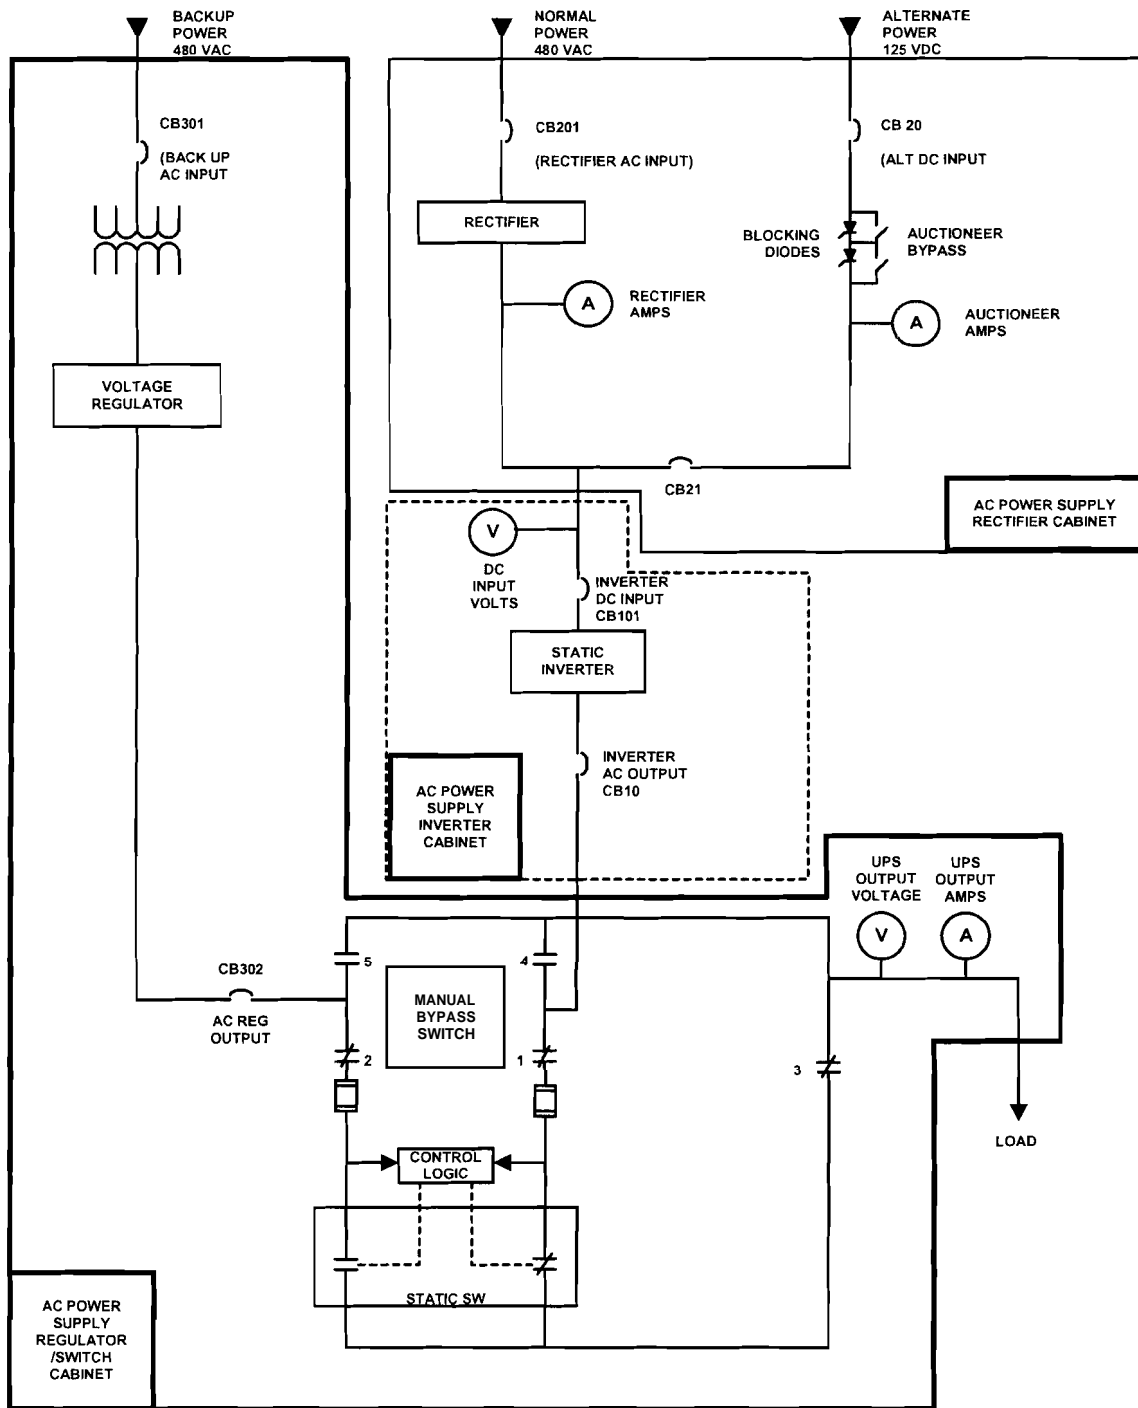 BACKUP
POWER
480 VAC
NORMAL
POWER
480 VAC
ALTERNATE
POWER
125 VDC
CB301
(BACK UP
AC INPUT
CB201
(RECTIFIER AC INPUT)
CB 20
(ALT DC INPUT
RECTIFIER
BLOCKING
DIODES
AUCTIONEER
BYPASS
A
RECTIFIER
AMPS
A
AUCTIONEER
AMPS
VOLTAGE
REGULATOR
CB21
AC POWER SUPPLY
RECTIFIER CABINET
V
DC
INPUT
VOLTS
INVERTER
DC INPUT
CB101
STATIC
INVERTER
INVERTER
AC OUTPUT
CB10
AC POWER
SUPPLY
INVERTER
CABINET
UPS
OUTPUT
VOLTAGE
UPS
OUTPUT
AMPS
V
A
CB302
AC REG
OUTPUT
5
4
MANUAL
BYPASS
SWITCH
2
1
3
LOAD
CONTROL
LOGIC
STATIC SW
AC POWER
SUPPLY
REGULATOR
/SWITCH
CABINET